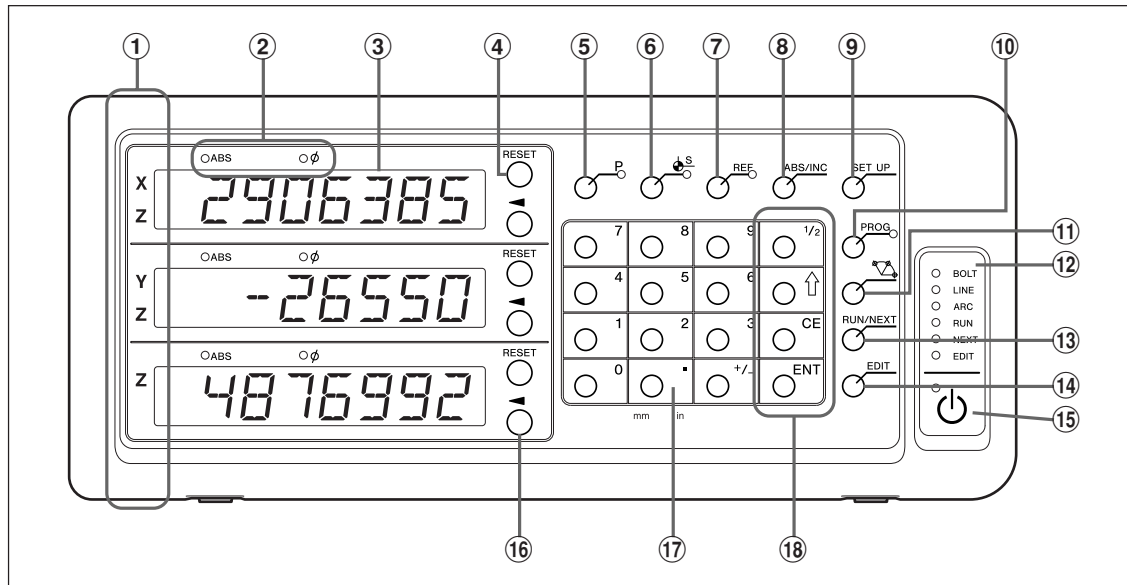 ① ② ③ ④ ⑤ ⑥ ⑦ ⑧ ⑨ ⑩
ABS ϕ RESET
P S REF ABS/INC SET UP
X 2906385
Z
PROG
⑪
7 8 9 1/2
ABS ϕ RESET
Y -26550
Z
4 5 6 ⇧
BOLT ⑫
LINE
ARC
RUN
NEXT
EDIT
1 2 3 CE
RUN/NEXT ⑬
ABS ϕ RESET
Z 4876992
0 . +/- ENT
EDIT ⑭
mm in
⑮
⑯ ⑰ ⑱